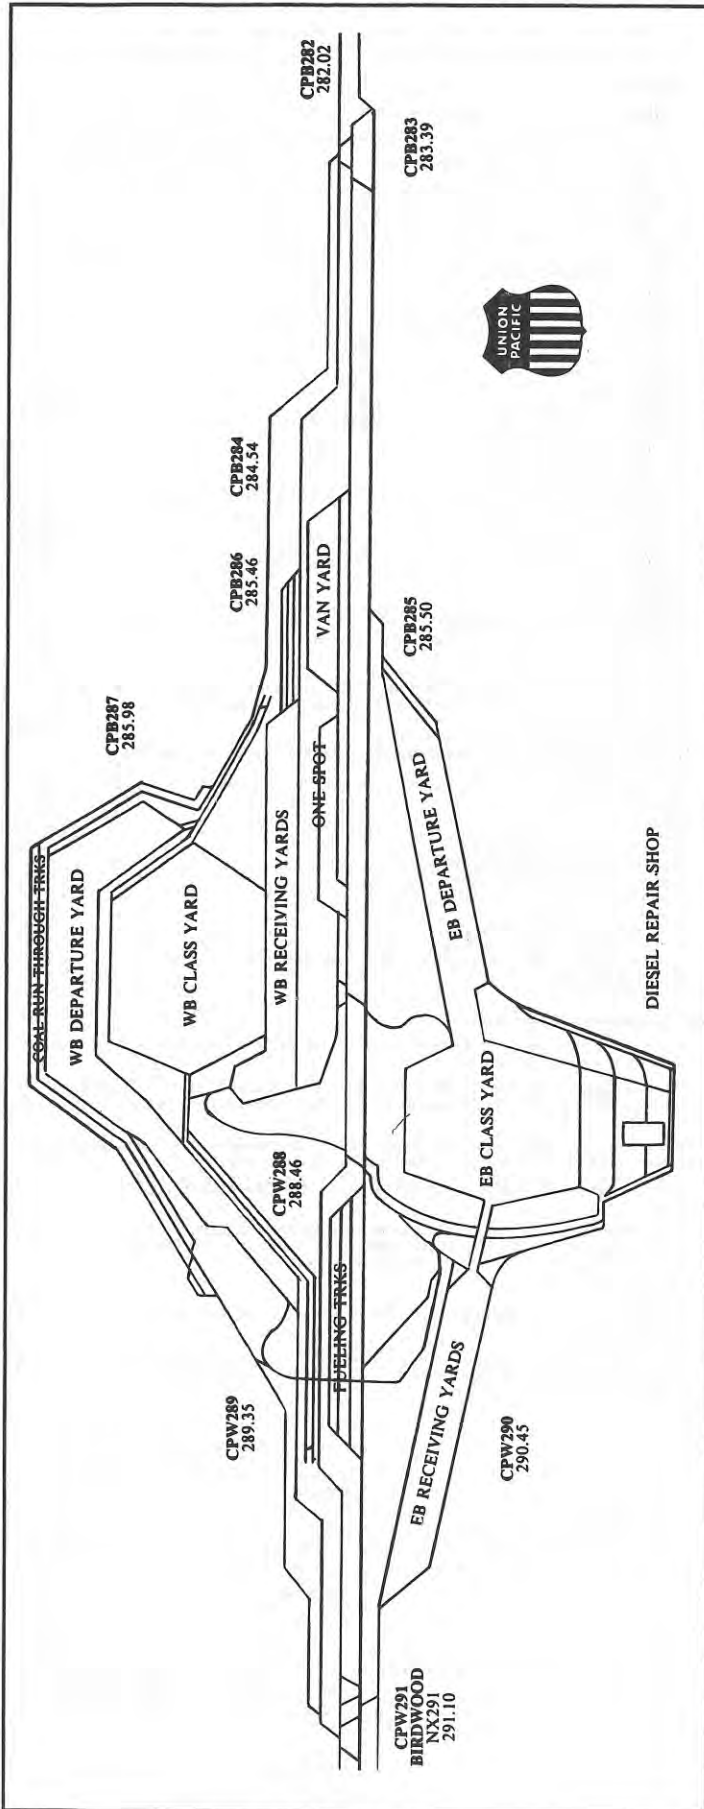 CPB282
282.02
CPB283
283.39
UNION
PACIFIC
CPB284
284.54
CPB286
285.46
CPB285
285.50
VAN YARD
CPB287
285.98
ONE SPOT
COAL RUN THROUGH TRKS
WB DEPARTURE YARD
WB CLASS YARD
WB RECEIVING YARDS
EB DEPARTURE YARD
DIESEL REPAIR SHOP
EB CLASS YARD
CPW288
288.46
FUELING TRKS
CPW289
289.35
EB RECEIVING YARDS
CPW290
290.45
CPW291
BIRDWOOD
NX291
291.10